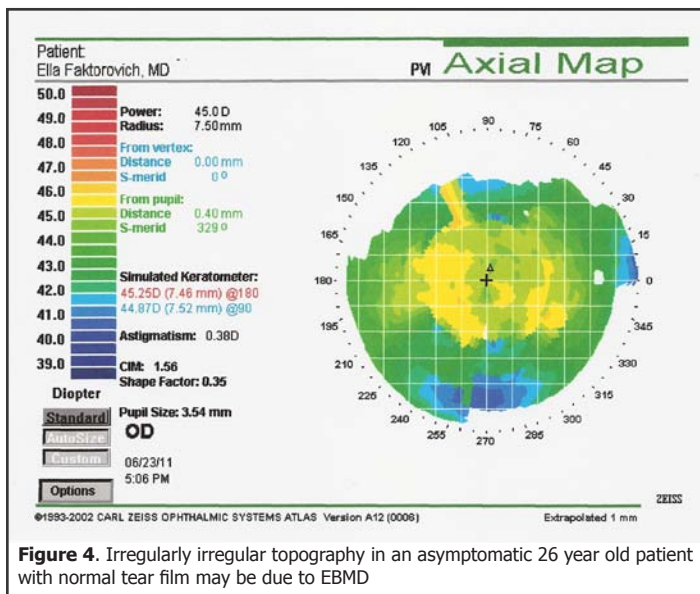 Patient:
Ella Faktorovich, MD
PVI Axial Map
50.0
49.0
48.0
47.0
46.0
45.0
44.0
43.0
42.0
41.0
40.0
39.0
Diopter
Standard
AutoSize
Custom
Options
Power: 45.0 D
Radius: 7.50mm
From vertex:
Distance 0.00 mm
S-merid 0º
From pupil:
Distance 0.40 mm
S-merid 329º
Simulated Keratometer:
45.25D (7.46 mm) @180
44.87D (7.52 mm) @90
Astigmatism: 0.38D
CIM: 1.56
Shape Factor: 0.35
Pupil Size: 3.54 mm
OD
06/23/11
5:06 PM
90
75
60
45
30
15
0
345
330
315
300
295
270
255
240
225
210
195
180
165
150
135
120
105
ZEISS
©1993-2002 CARL ZEISS OPHTHALMIC SYSTEMS ATLAS Version A12 (0006)
Extrapolated 1 mm
Figure 4. Irregularly irregular topography in an asymptomatic 26 year old patient
with normal tear film may be due to EBMD